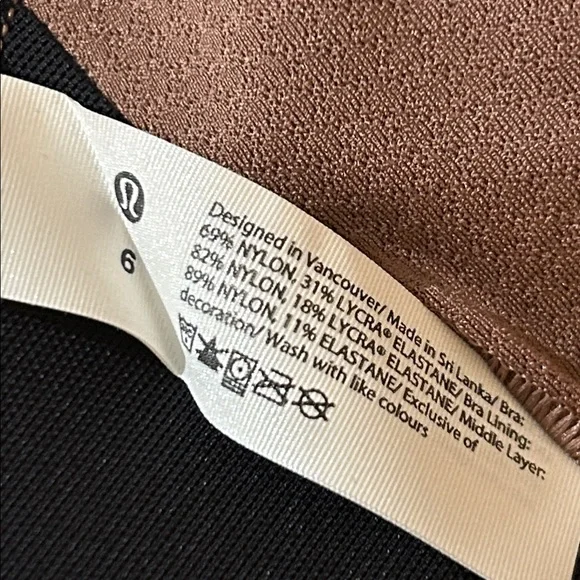 6
Designed in Vancouver/ Made in Sri Lanka/ Bra:
69% NYLON, 31% LYCRA® ELASTANE/ Bra Lining:
82% NYLON, 18% LYCRA® ELASTANE/ Middle Layer:
89% NYLON, 11% ELASTANE/ Exclusive of
decoration/ Wash with like colours